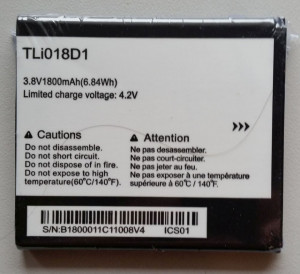 TLi018D1
3.8V1800mAh(6.84Wh)
Limited charge voltage: 4.2V
Cautions
Do not disassemble.
Do not short circuit.
Do not dispose of in fire.
Do not expose to high
temperature(60℃/140℉).
Attention
Ne pas desassembler.
Ne pas court-circuiter.
Ne pas jeter au feu.
Ne pas exposer à une température
supérieure à 60℃/ 140℉.
S/N:B1800011C11008V4
ICS01